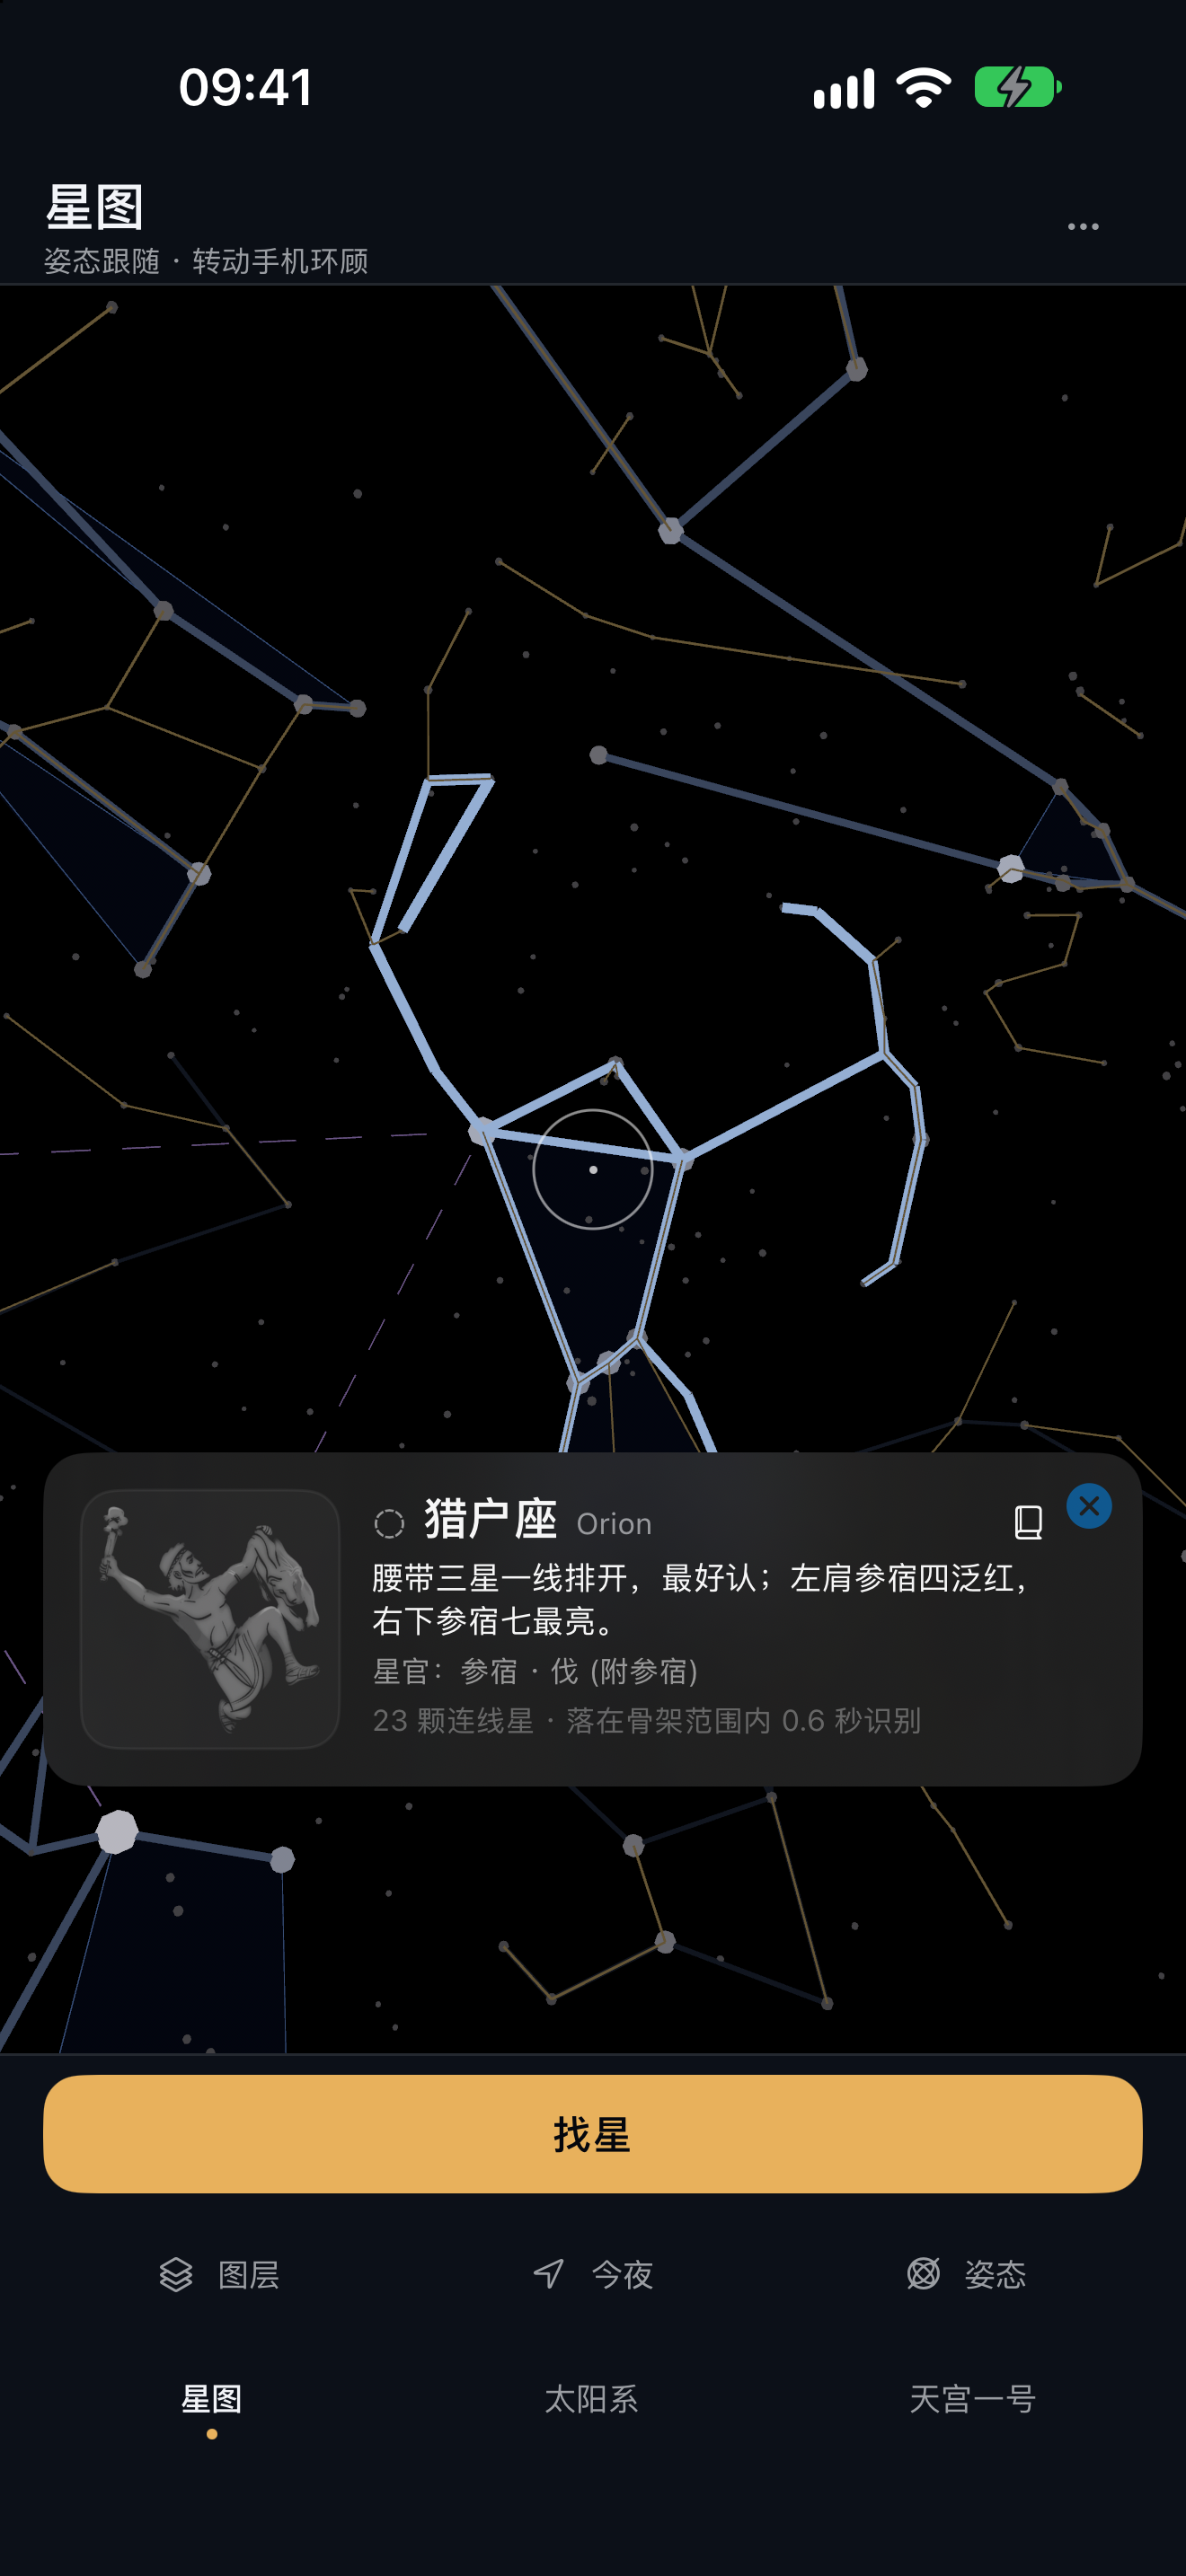 09:41
星图
姿态跟随 · 转动手机环顾
猎户座 Orion
腰带三星一线排开，最好认；左肩参宿四泛红，
右下参宿七最亮。
星官：参宿 · 伐 (附参宿)
23 颗连线星 · 落在骨架范围内 0.6 秒识别
找星
图层 今夜 姿态
星图 太阳系 天宫一号